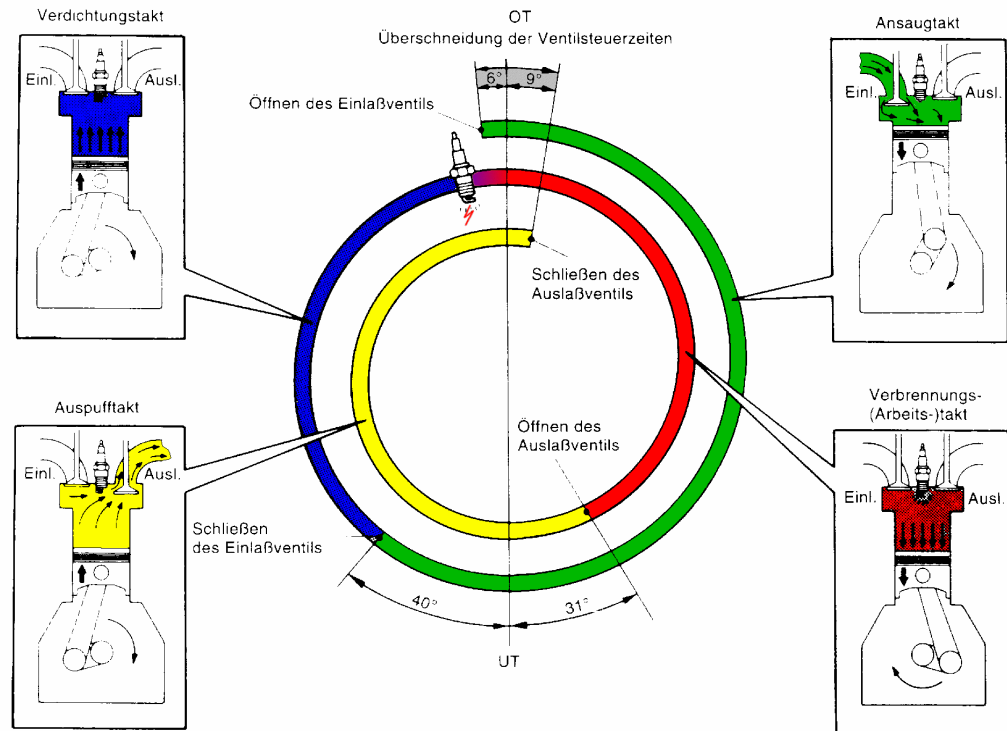 Verdichtungstakt
Einl.
Ausl.
OT
Überschneidung der Ventilsteuerzeiten
6°
9°
Öffnen des Einlaßventils
Schließen des
Auslaßventils
Ansaugtakt
Einl.
Ausl.
Auspufftakt
Einl.
Ausl.
Schließen
des Einlaßventils
Öffnen des
Auslaßventils
40°
31°
UT
Verbrennungs-
(Arbeits-)takt
Einl.
Ausl.